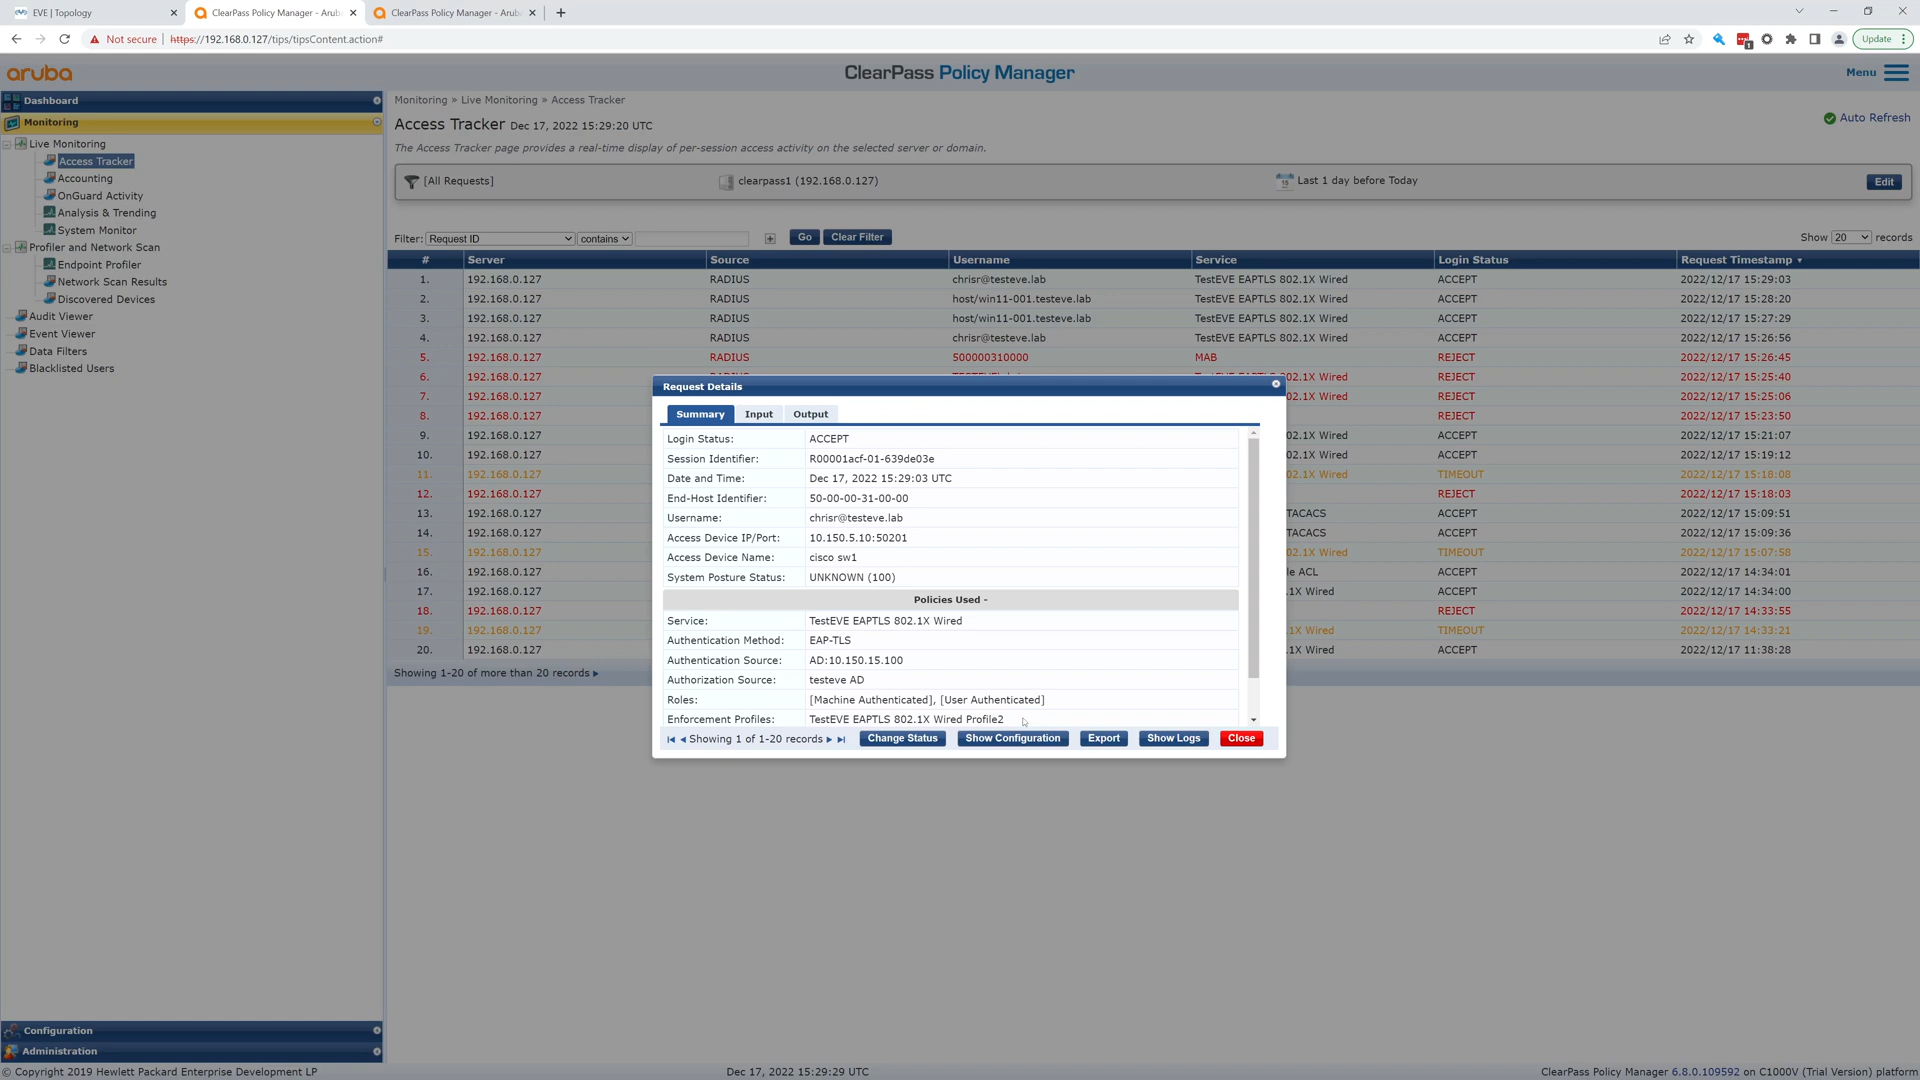 EVE | Topology
ClearPass Policy Manager - Arub
ClearPass Policy Manager - Aruba
Not secure
https://192.168.0.127/tips/tipsContent.action#
Update
aruba
ClearPass Policy Manager
Menu
Dashboard
Monitoring
Live Monitoring
Access Tracker
Accounting
OnGuard Activity
Analysis & Trending
System Monitor
Profiler and Network Scan
Endpoint Profiler
Network Scan Results
Discovered Devices
Audit Viewer
Event Viewer
Data Filters
Blacklisted Users
Configuration
Administration
Monitoring » Live Monitoring » Access Tracker
Access Tracker Dec 17, 2022 15:29:20 UTC
Auto Refresh
The Access Tracker page provides a real-time display of per-session access activity on the selected server or domain.
[All Requests]
clearpass1 (192.168.0.127)
Last 1 day before Today
Edit
Filter: Request ID contains + Go Clear Filter
Show 20 records
# Server Source Username Service Login Status Request Timestamp
1. 192.168.0.127 RADIUS chrisr@testeve.lab TestEVE EAPTLS 802.1X Wired ACCEPT 2022/12/17 15:29:03
2. 192.168.0.127 RADIUS host/win11-001.testeve.lab TestEVE EAPTLS 802.1X Wired ACCEPT 2022/12/17 15:28:20
3. 192.168.0.127 RADIUS host/win11-001.testeve.lab TestEVE EAPTLS 802.1X Wired ACCEPT 2022/12/17 15:27:29
4. 192.168.0.127 RADIUS chrisr@testeve.lab TestEVE EAPTLS 802.1X Wired ACCEPT 2022/12/17 15:26:56
5. 192.168.0.127 RADIUS 500000310000 MAB REJECT 2022/12/17 15:26:45
6. 192.168.0.127 02.1X Wired REJECT 2022/12/17 15:25:40
7. 192.168.0.127 02.1X Wired REJECT 2022/12/17 15:25:06
8. 192.168.0.127 REJECT 2022/12/17 15:23:50
9. 192.168.0.127 02.1X Wired ACCEPT 2022/12/17 15:21:07
10. 192.168.0.127 02.1X Wired ACCEPT 2022/12/17 15:19:12
11. 192.168.0.127 02.1X Wired TIMEOUT 2022/12/17 15:18:08
12. 192.168.0.127 REJECT 2022/12/17 15:18:03
13. 192.168.0.127 TACACS ACCEPT 2022/12/17 15:09:51
14. 192.168.0.127 TACACS ACCEPT 2022/12/17 15:09:36
15. 192.168.0.127 02.1X Wired TIMEOUT 2022/12/17 15:07:58
16. 192.168.0.127 le ACL ACCEPT 2022/12/17 14:34:01
17. 192.168.0.127 .1X Wired ACCEPT 2022/12/17 14:34:00
18. 192.168.0.127 REJECT 2022/12/17 14:33:55
19. 192.168.0.127 .1X Wired TIMEOUT 2022/12/17 14:33:21
20. 192.168.0.127 .1X Wired ACCEPT 2022/12/17 11:38:28
Showing 1-20 of more than 20 records
Request Details
Summary Input Output
Login Status: ACCEPT
Session Identifier: R00001acf-01-639de03e
Date and Time: Dec 17, 2022 15:29:03 UTC
End-Host Identifier: 50-00-00-31-00-00
Username: chrisr@testeve.lab
Access Device IP/Port: 10.150.5.10:50201
Access Device Name: cisco sw1
System Posture Status: UNKNOWN (100)
Policies Used -
Service: TestEVE EAPTLS 802.1X Wired
Authentication Method: EAP-TLS
Authentication Source: AD:10.150.15.100
Authorization Source: testeve AD
Roles: [Machine Authenticated], [User Authenticated]
Enforcement Profiles: TestEVE EAPTLS 802.1X Wired Profile2
Showing 1 of 1-20 records Change Status Show Configuration Export Show Logs Close
© Copyright 2019 Hewlett Packard Enterprise Development LP
Dec 17, 2022 15:29:29 UTC
ClearPass Policy Manager 6.8.0.109592 on C1000V (Trial Version) platform